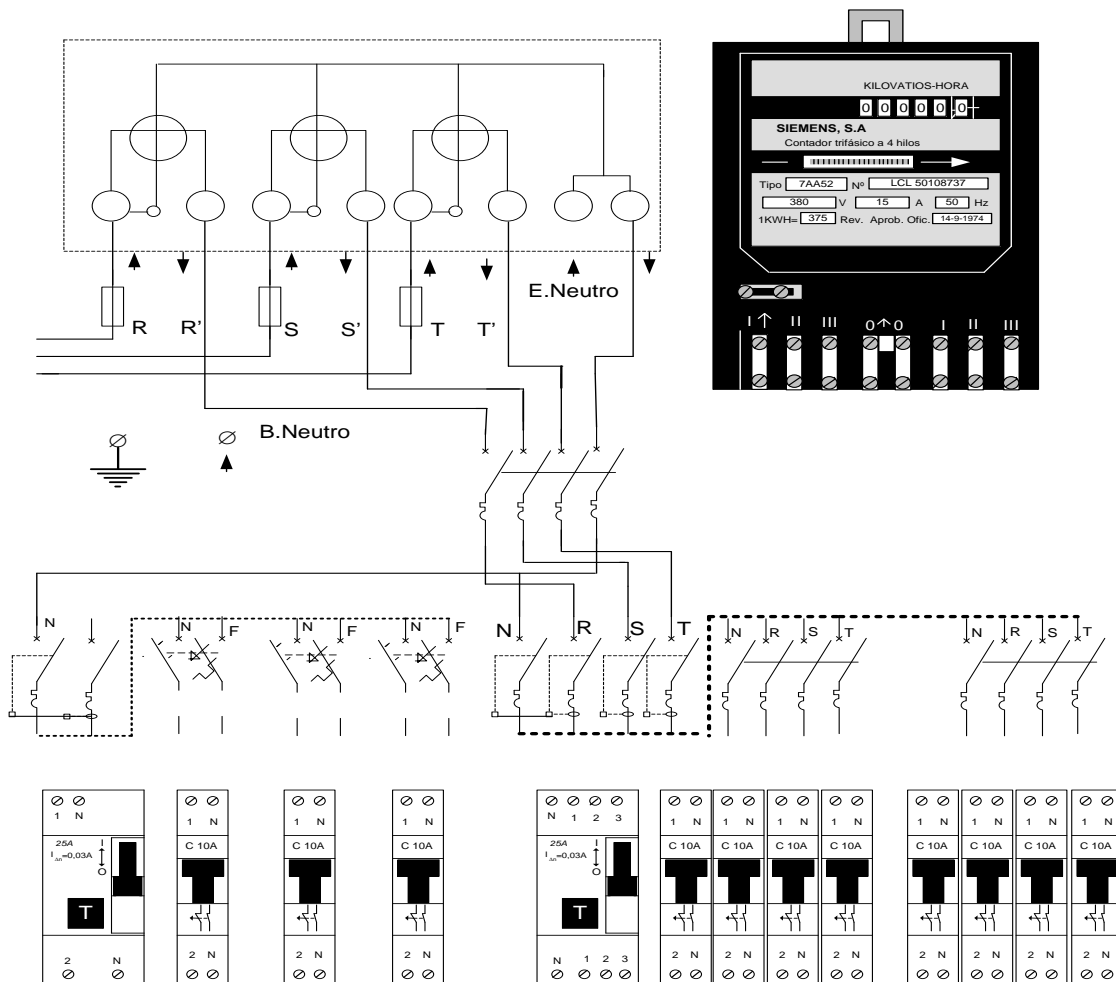 KILOVATIOS-HORA
0 0 0 0 0 0
SIEMENS, S.A
Contador trifásico a 4 hilos
Tipo 7AA52 Nº LCL 50108737
380 V 15 A 50 Hz
1KWH= 375 Rev. Aprob. Ofic. 14-9-1974
I II III 0 0 I II III
E.Neutro
R R' S S' T T'
B.Neutro
N N F N F N F N R S T N R S T N R S T
1 N 1 N 1 N 1 N N 1 2 3 1 N 1 N 1 N 1 N 1 N 1 N 1 N 1 N
25A I C 10A C 10A C 10A 25A I C 10A C 10A C 10A C 10A C 10A C 10A C 10A C 10A
I Δn=0,03A I Δn=0,03A
O O
T T
2 N 2 N 2 N 2 N N 1 2 3 2 N 2 N 2 N 2 N 2 N 2 N 2 N 2 N